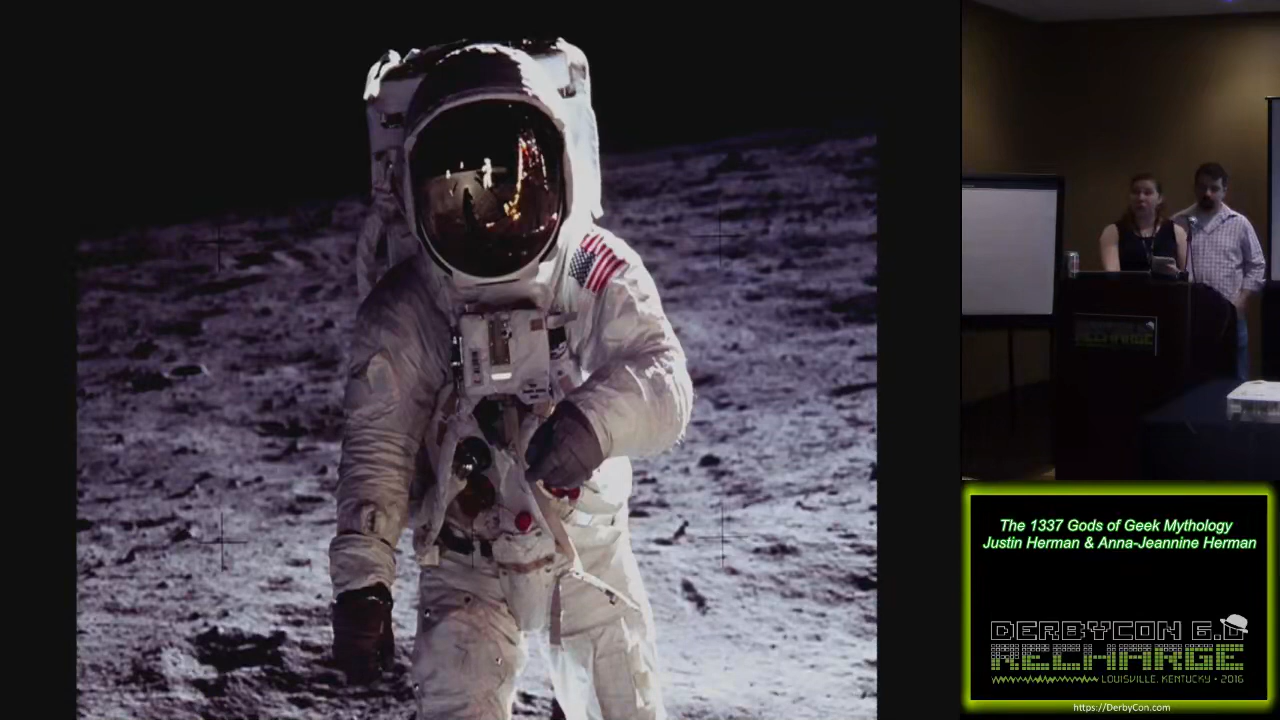 RECHARGE
The 1337 Gods of Geek Mythology
Justin Herman & Anna-Jeannine Herman
DERBYCON 6.0
RECHARGE
LOUISVILLE, KENTUCKY • 2016
https://DerbyCon.com